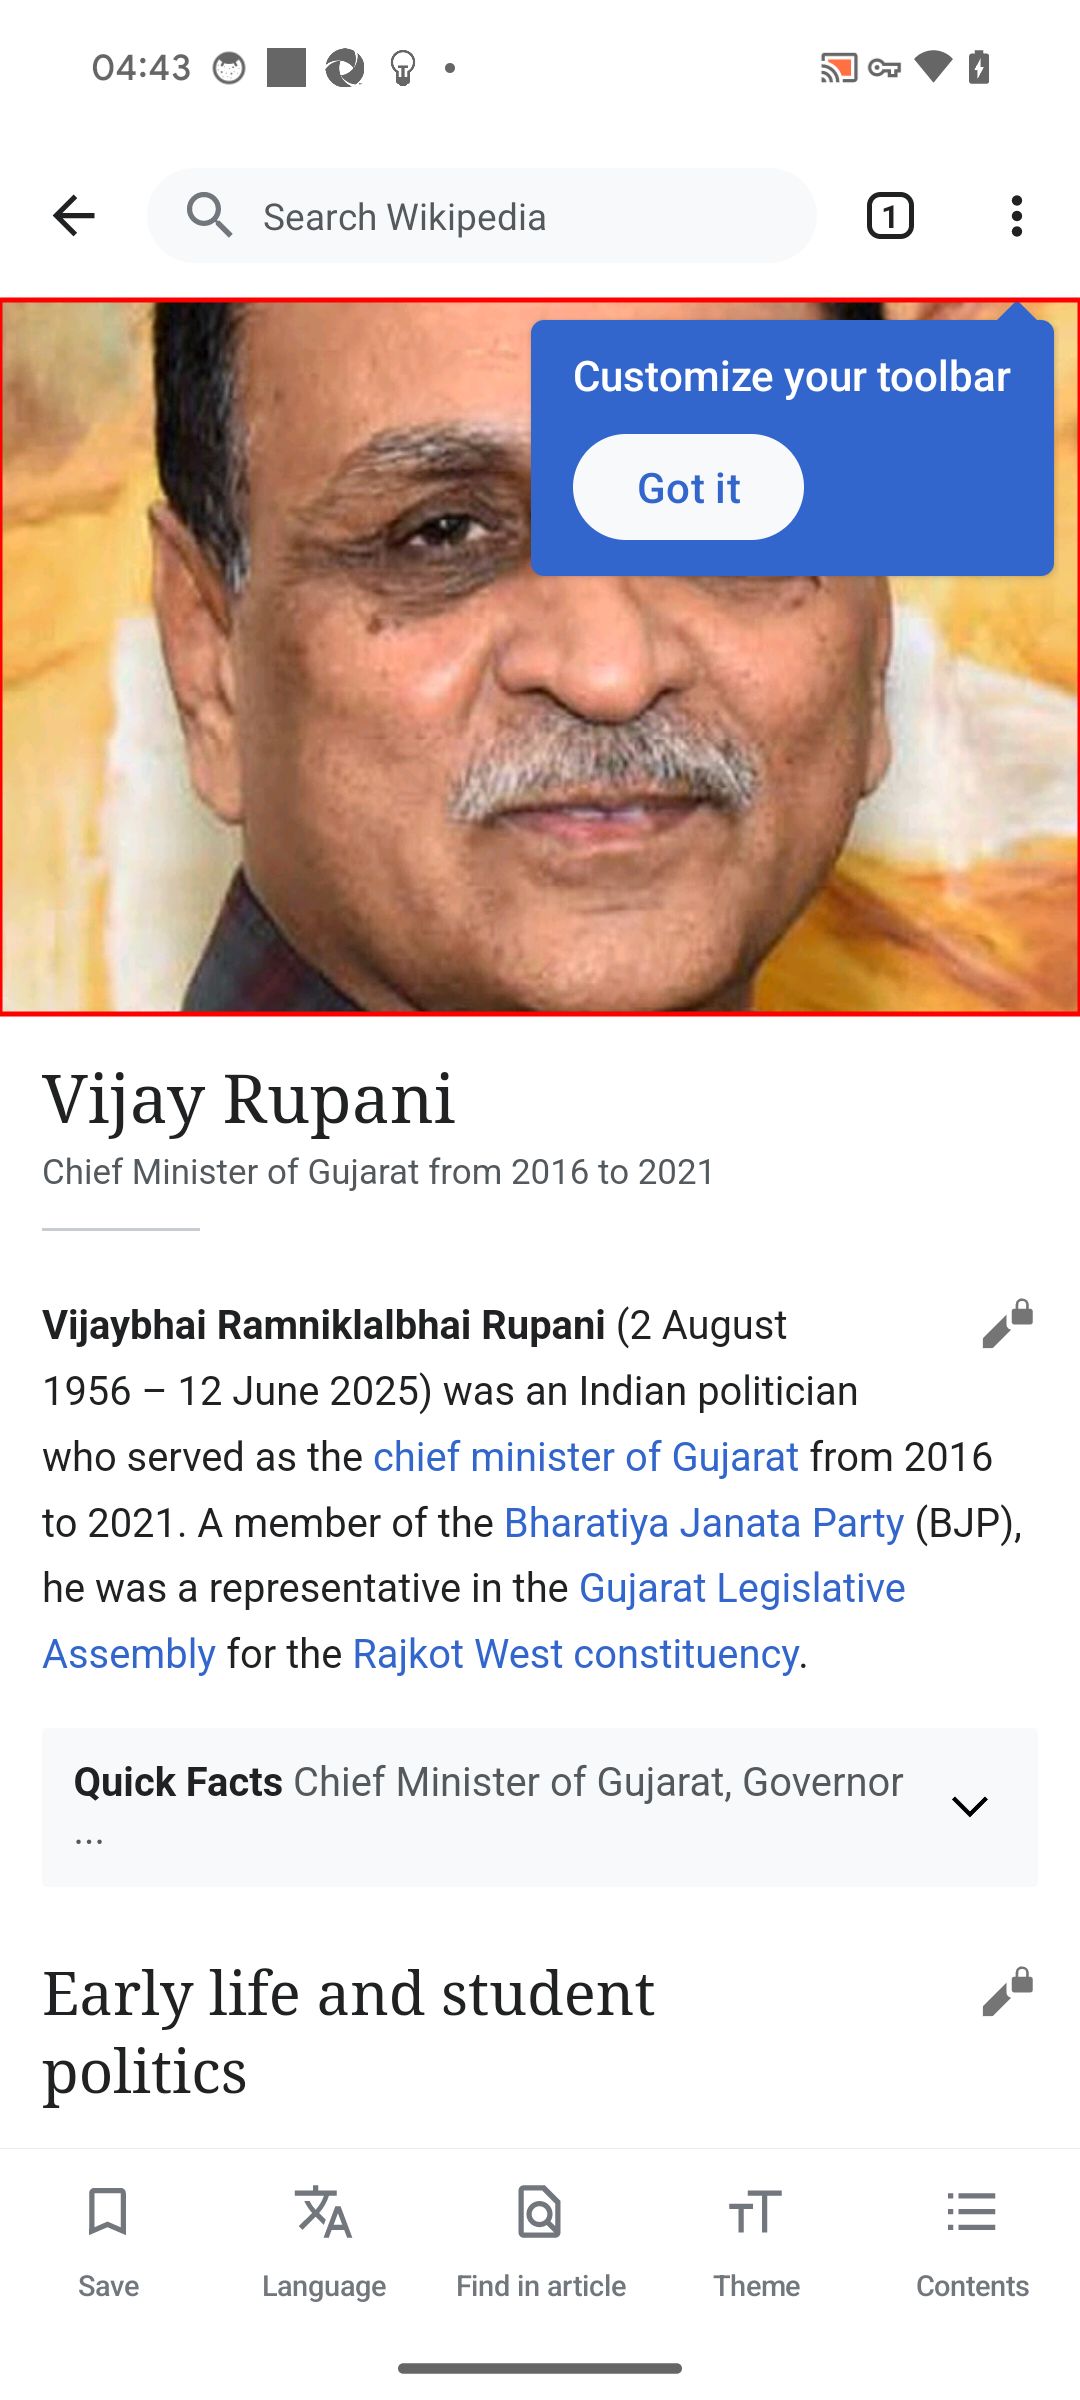 04:43
Search Wikipedia
1
Customize your toolbar
Got it
Vijay Rupani
Chief Minister of Gujarat from 2016 to 2021
Vijaybhai Ramniklalbhai Rupani (2 August
1956 – 12 June 2025) was an Indian politician
who served as the chief minister of Gujarat from 2016
to 2021. A member of the Bharatiya Janata Party (BJP),
he was a representative in the Gujarat Legislative
Assembly for the Rajkot West constituency.
Quick Facts Chief Minister of Gujarat, Governor
...
Early life and student
politics
Save
Language
Find in article
Theme
Contents